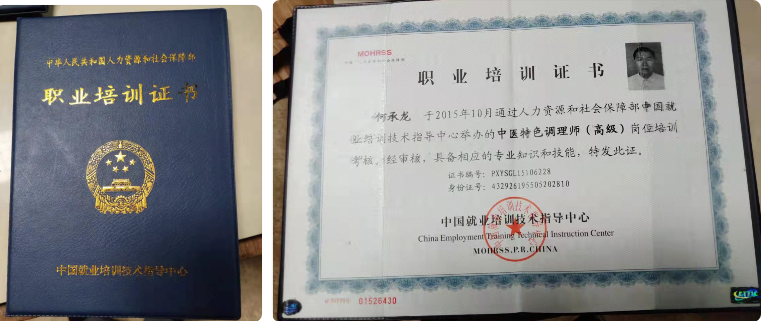 中华人民共和国人力资源和社会保障部
职业培训证书
中国就业培训技术指导中心
MOHRSS
职业培训证书
何承龙 于2015年10月通过人力资源和社会保障部中国就
业培训技术指导中心举办的中医特色调理师（高级）岗位培训
考核。经审核，具备相应的专业知识和技能，特发此证。
证书编号：PXYSGL15106228
身份证号：432926195505202810
中国就业培训技术指导中心
China Employment Training Technical Instruction Center
MOHRSS.P.R.CHINA
01526430